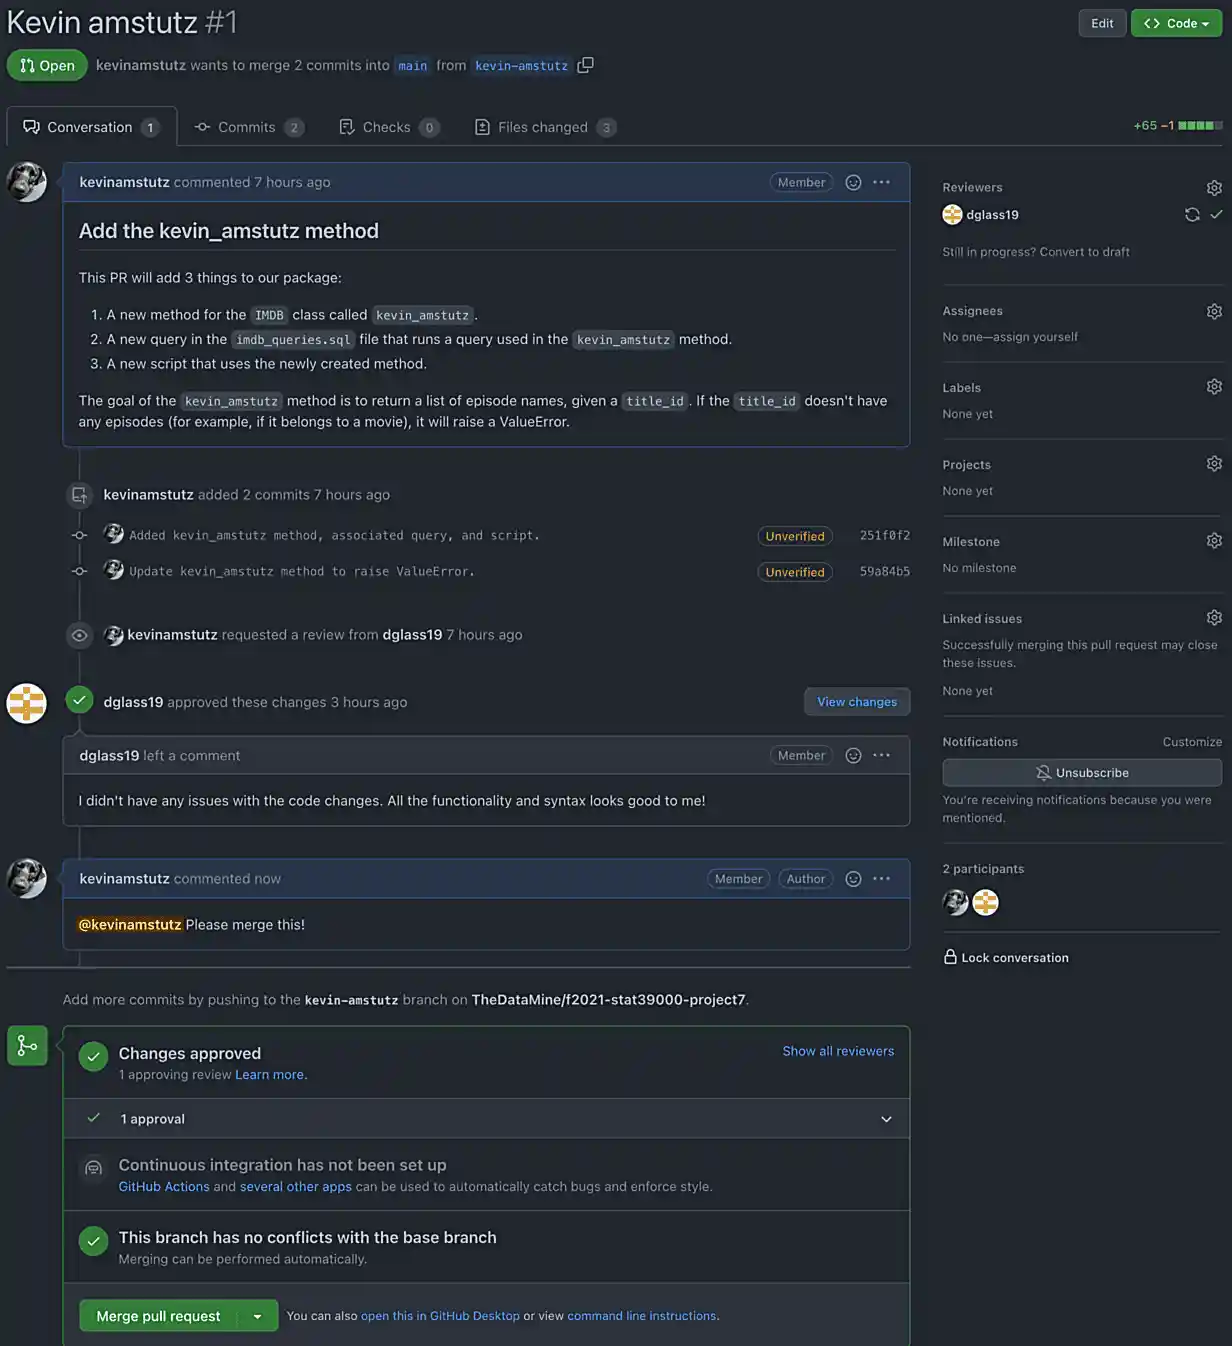 Kevin amstutz #1
Edit
Code
Open
kevinamstutz wants to merge 2 commits into main from kevin-amstutz
Conversation 1
Commits 2
Checks 0
Files changed 3
+65 −1
kevinamstutz commented 7 hours ago
Member
Add the kevin_amstutz method
This PR will add 3 things to our package:
1. A new method for the IMDB class called kevin_amstutz.
2. A new query in the imdb_queries.sql file that runs a query used in the kevin_amstutz method.
3. A new script that uses the newly created method.
The goal of the kevin_amstutz method is to return a list of episode names, given a title_id. If the title_id doesn't have
any episodes (for example, if it belongs to a movie), it will raise a ValueError.
kevinamstutz added 2 commits 7 hours ago
Added kevin_amstutz method, associated query, and script.
Unverified
251f0f2
Update kevin_amstutz method to raise ValueError.
Unverified
59a84b5
kevinamstutz requested a review from dglass19 7 hours ago
dglass19 approved these changes 3 hours ago
View changes
dglass19 left a comment
Member
I didn't have any issues with the code changes. All the functionality and syntax looks good to me!
kevinamstutz commented now
Member
Author
@kevinamstutz Please merge this!
Add more commits by pushing to the kevin-amstutz branch on TheDataMine/f2021-stat39000-project7.
Changes approved
1 approving review Learn more.
Show all reviewers
1 approval
Continuous integration has not been set up
GitHub Actions and several other apps can be used to automatically catch bugs and enforce style.
This branch has no conflicts with the base branch
Merging can be performed automatically.
Merge pull request
You can also open this in GitHub Desktop or view command line instructions.
Reviewers
dglass19
Still in progress? Convert to draft
Assignees
No one—assign yourself
Labels
None yet
Projects
None yet
Milestone
No milestone
Linked issues
Successfully merging this pull request may close
these issues.
None yet
Notifications
Customize
Unsubscribe
You're receiving notifications because you were
mentioned.
2 participants
Lock conversation